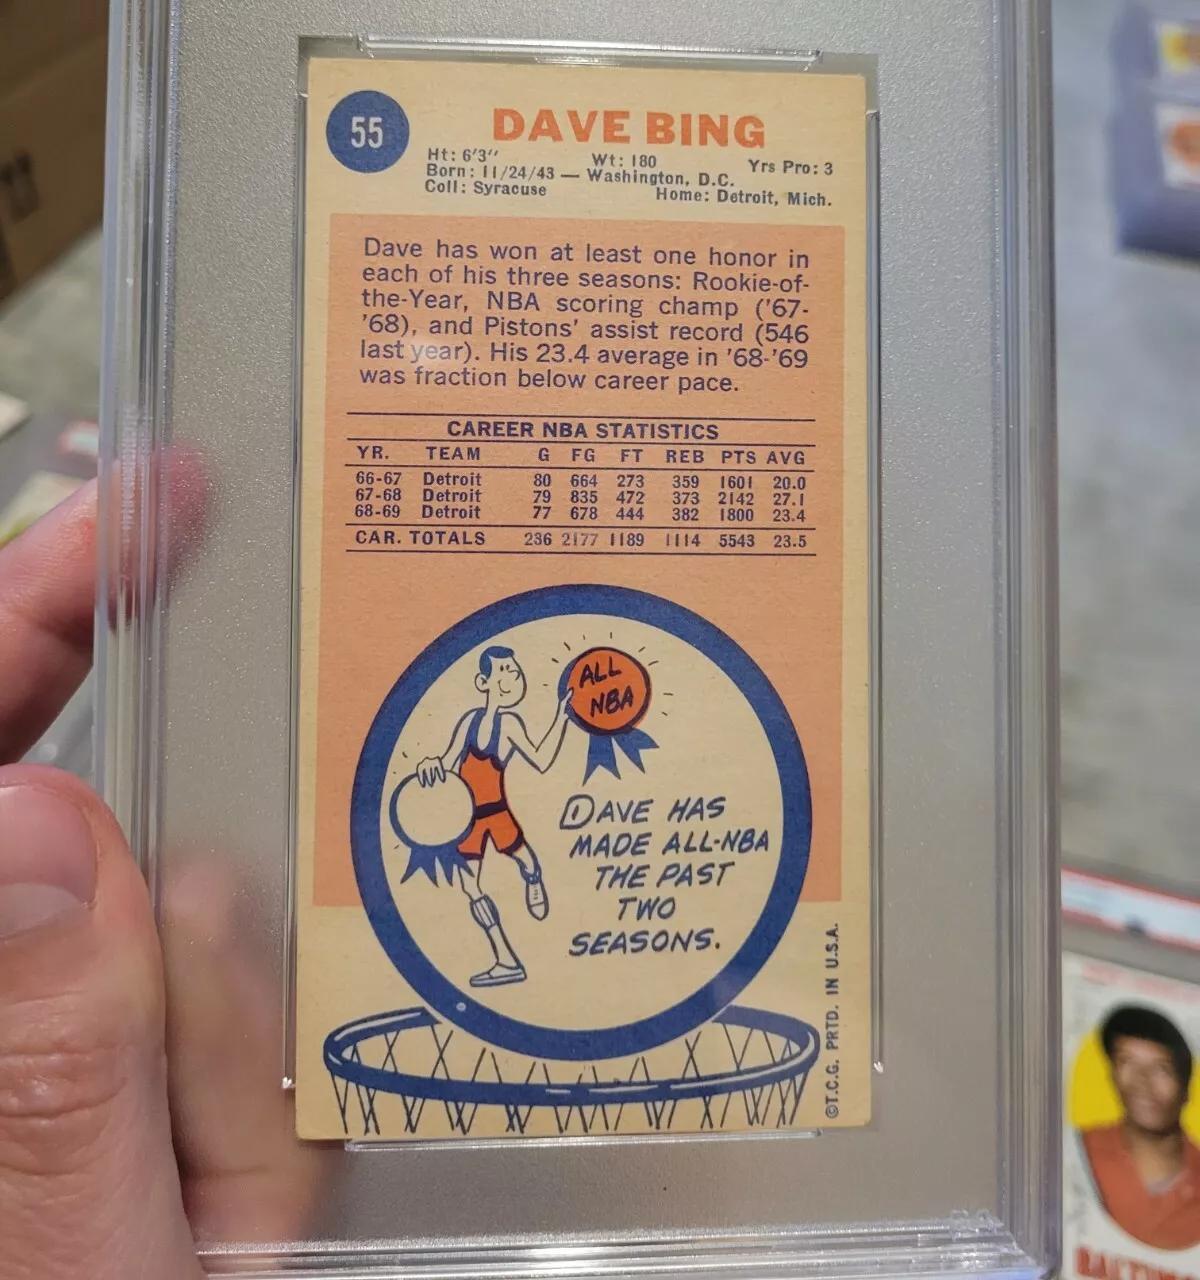 55
DAVE BING
Ht: 6'3" Wt: 180 Yrs Pro: 3
Born: 11/24/43 — Washington, D.C.
Coll: Syracuse Home: Detroit, Mich.
Dave has won at least one honor in
each of his three seasons: Rookie-of-
the-Year, NBA scoring champ ('67-
'68), and Pistons' assist record (546
last year). His 23.4 average in '68-'69
was fraction below career pace.
CAREER NBA STATISTICS
YR. TEAM G FG FT REB PTS AVG
66-67 Detroit 80 664 273 359 1601 20.0
67-68 Detroit 79 835 472 373 2142 27.1
68-69 Detroit 77 678 444 382 1800 23.4
CAR. TOTALS 236 2177 1189 1114 5543 23.5
ALL
NBA
DAVE HAS
MADE ALL-NBA
THE PAST
TWO
SEASONS.
©T.C.G. PRTD. IN U.S.A.